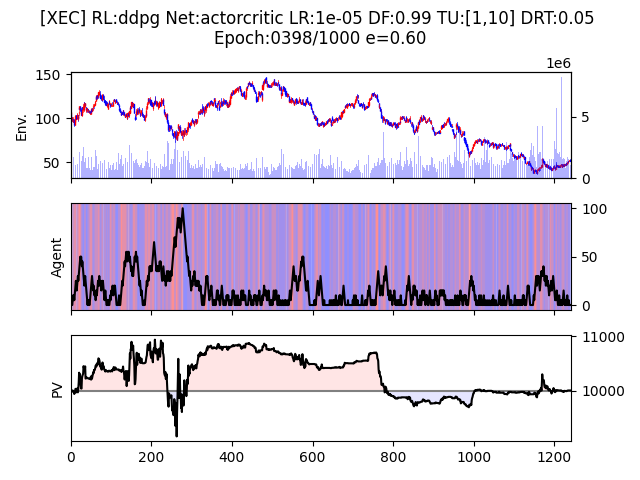 [XEC] RL:ddpg Net:actorcritic LR:1e-05 DF:0.99 TU:[1,10] DRT:0.05
Epoch:0398/1000 e=0.60
1e6
150
100
50
Env.
5
0
Agent
100
50
0
PV
11000
10000
0
200
400
600
800
1000
1200